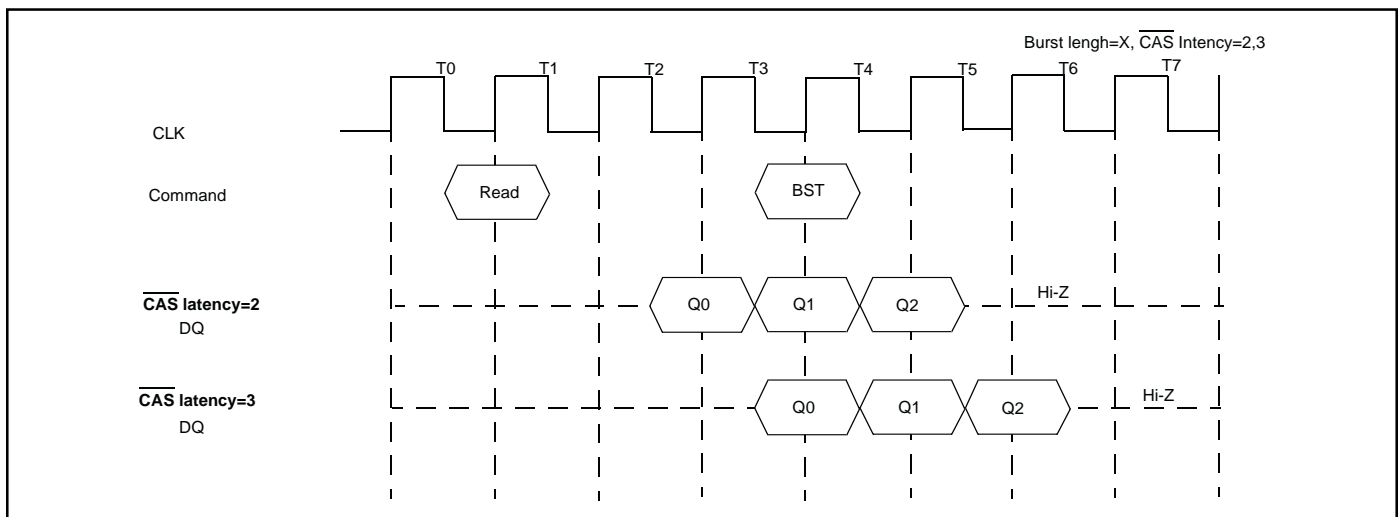 Burst lengh=X, CAS Intency=2,3
T0 T1 T2 T3 T4 T5 T6 T7
CLK
Command Read BST
CAS latency=2
DQ
Q0 Q1 Q2 Hi-Z
CAS latency=3
DQ
Q0 Q1 Q2 Hi-Z